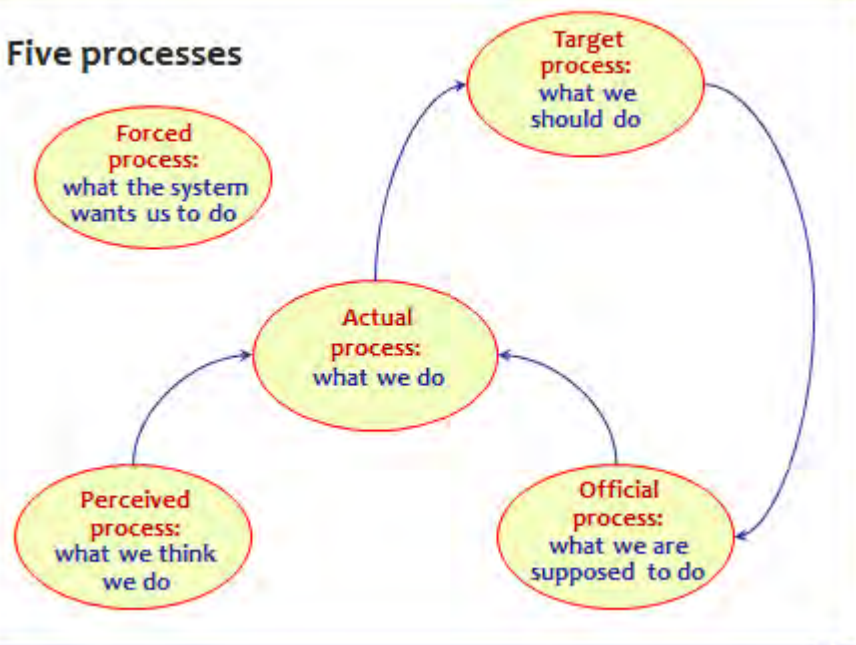 Five processes
Target
process:
what we
should do
Forced
process:
what the system
wants us to do
Actual
process:
what we do
Perceived
process:
what we think
we do
Official
process:
what we are
supposed to do